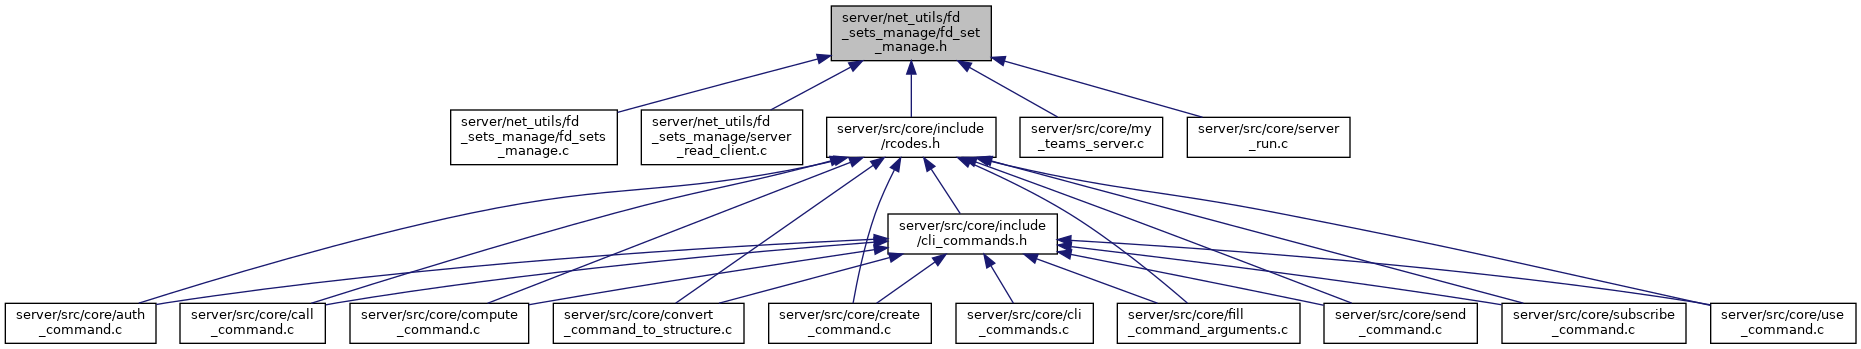 server/net_utils/fd
_sets_manage/fd_set
_manage.h
server/net_utils/fd
_sets_manage/fd_sets
_manage.c
server/net_utils/fd
_sets_manage/server
_read_client.c
server/src/core/include
/rcodes.h
server/src/core/my
_teams_server.c
server/src/core/server
_run.c
server/src/core/include
/cli_commands.h
server/src/core/auth
_command.c
server/src/core/call
_command.c
server/src/core/compute
_command.c
server/src/core/convert
_command_to_structure.c
server/src/core/create
_command.c
server/src/core/cli
_commands.c
server/src/core/fill
_command_arguments.c
server/src/core/send
_command.c
server/src/core/subscribe
_command.c
server/src/core/use
_command.c